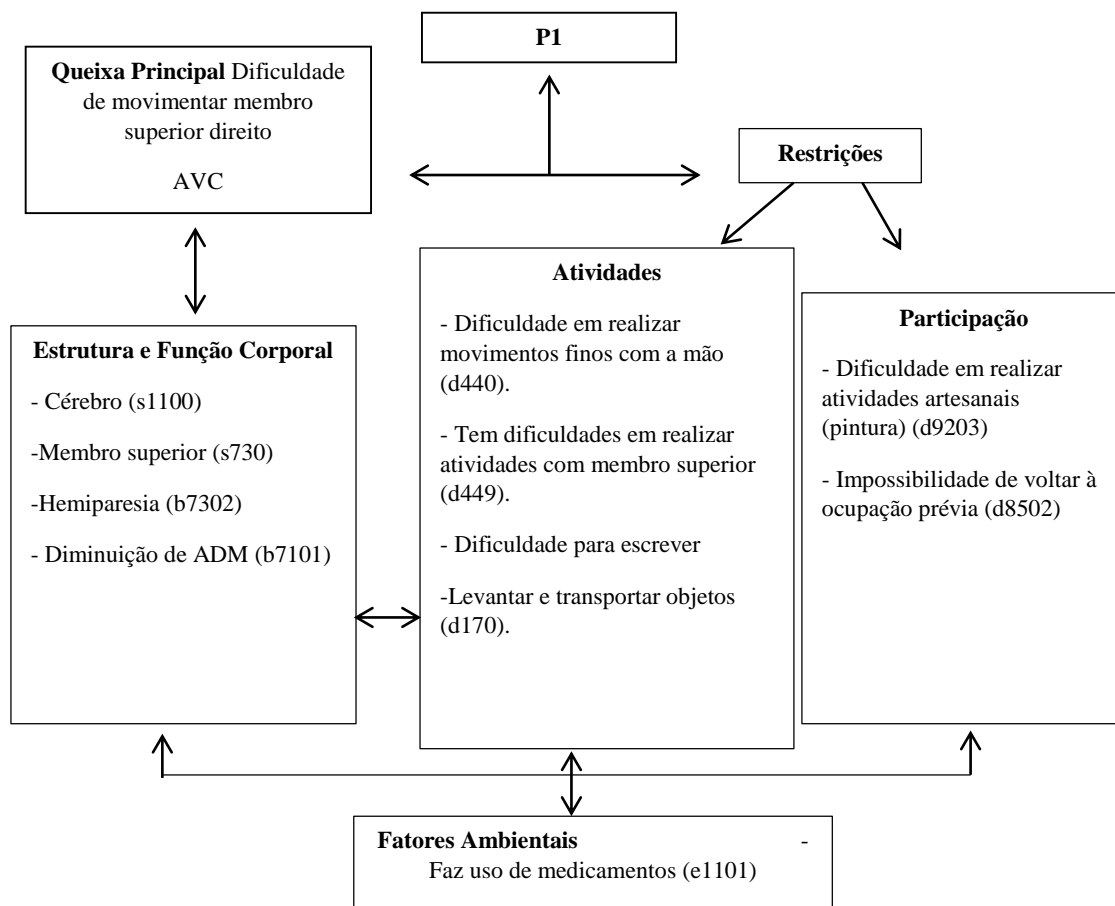 P1
Queixa Principal Dificuldade
de movimentar membro
superior direito
AVC
Restrições
Estrutura e Função Corporal
- Cérebro (s1100)
-Membro superior (s730)
-Hemiparesia (b7302)
- Diminuição de ADM (b7101)
Atividades
- Dificuldade em realizar
movimentos finos com a mão
(d440).
- Tem dificuldades em realizar
atividades com membro superior
(d449).
- Dificuldade para escrever
-Levantar e transportar objetos
(d170).
Participação
- Dificuldade em realizar
atividades artesanais
(pintura) (d9203)
- Impossibilidade de voltar à
ocupação prévia (d8502)
Fatores Ambientais -
Faz uso de medicamentos (e1101)